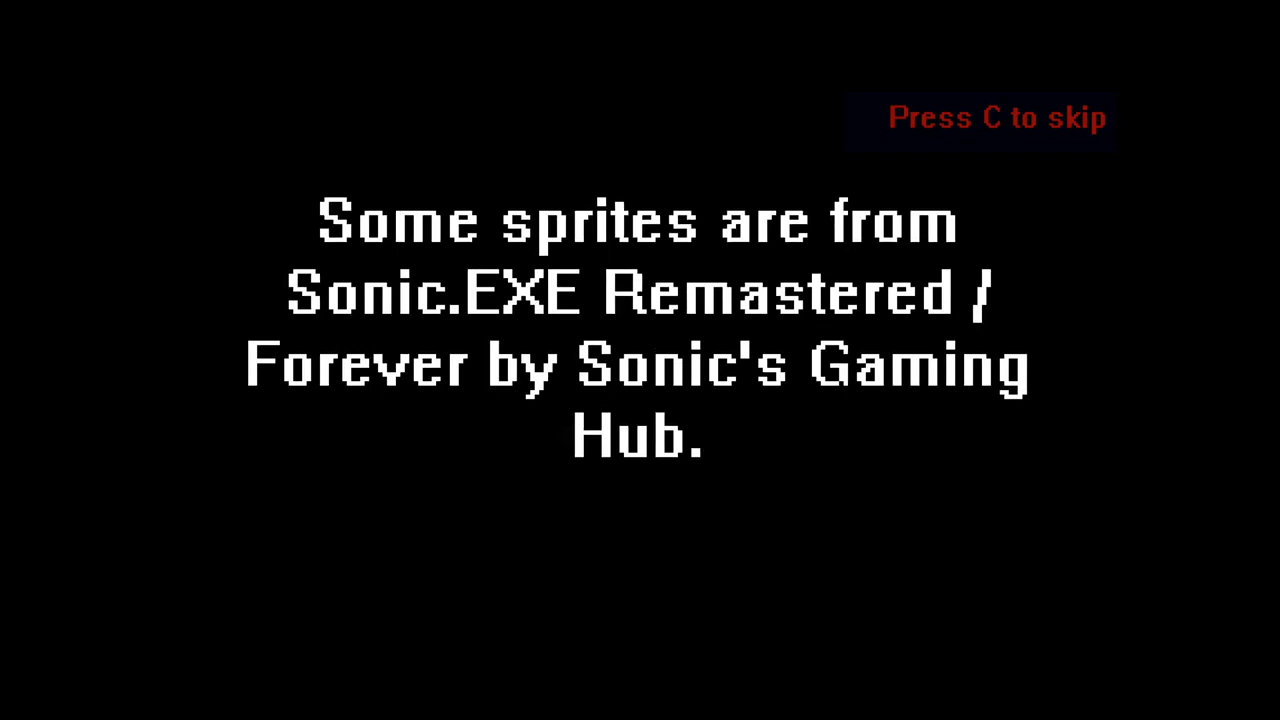 Press C to skip
Some sprites are from
Sonic.EXE Remastered /
Forever by Sonic's Gaming
Hub.